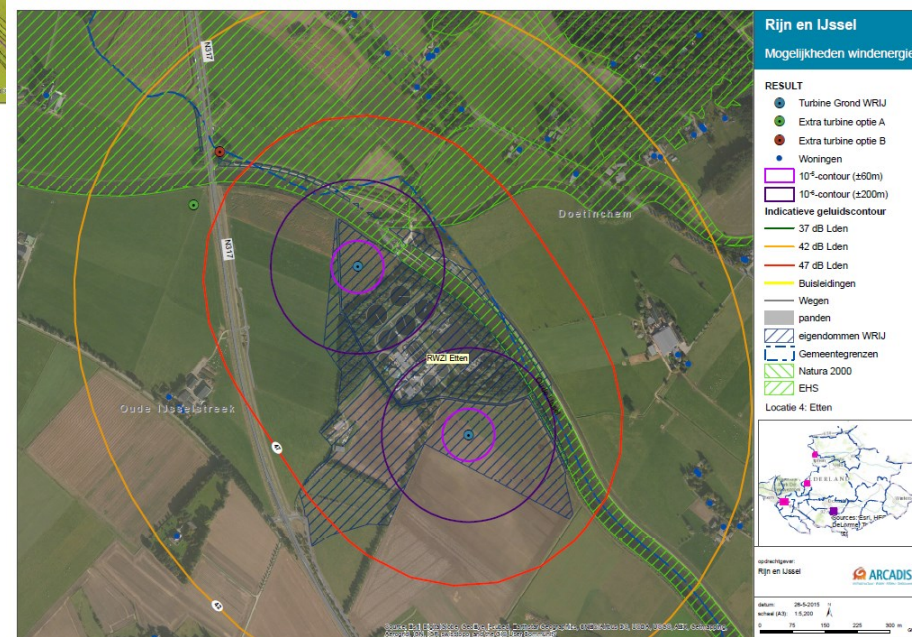 Rijn en IJssel
Mogelijkheden windenergie
RESULT
Turbine Grond WRIJ
Extra turbine optie A
Extra turbine optie B
Woningen
10-5-contour (±60m)
10-6-contour (±200m)
Indicatieve geluidscontour
37 dB Lden
42 dB Lden
47 dB Lden
Buisleidingen
Wegen
panden
eigendommen WRIJ
Gemeentegrenzen
Natura 2000
EHS
Locatie 4: Etten
N317
N317
Doetinchem
RWZI Etten
Oude IJsselstreek
47
opdrachtgever:
Rijn en IJssel
ARCADIS
datum: 26-5-2015
schaal (A3): 1:5,200
0 75 150 300 m